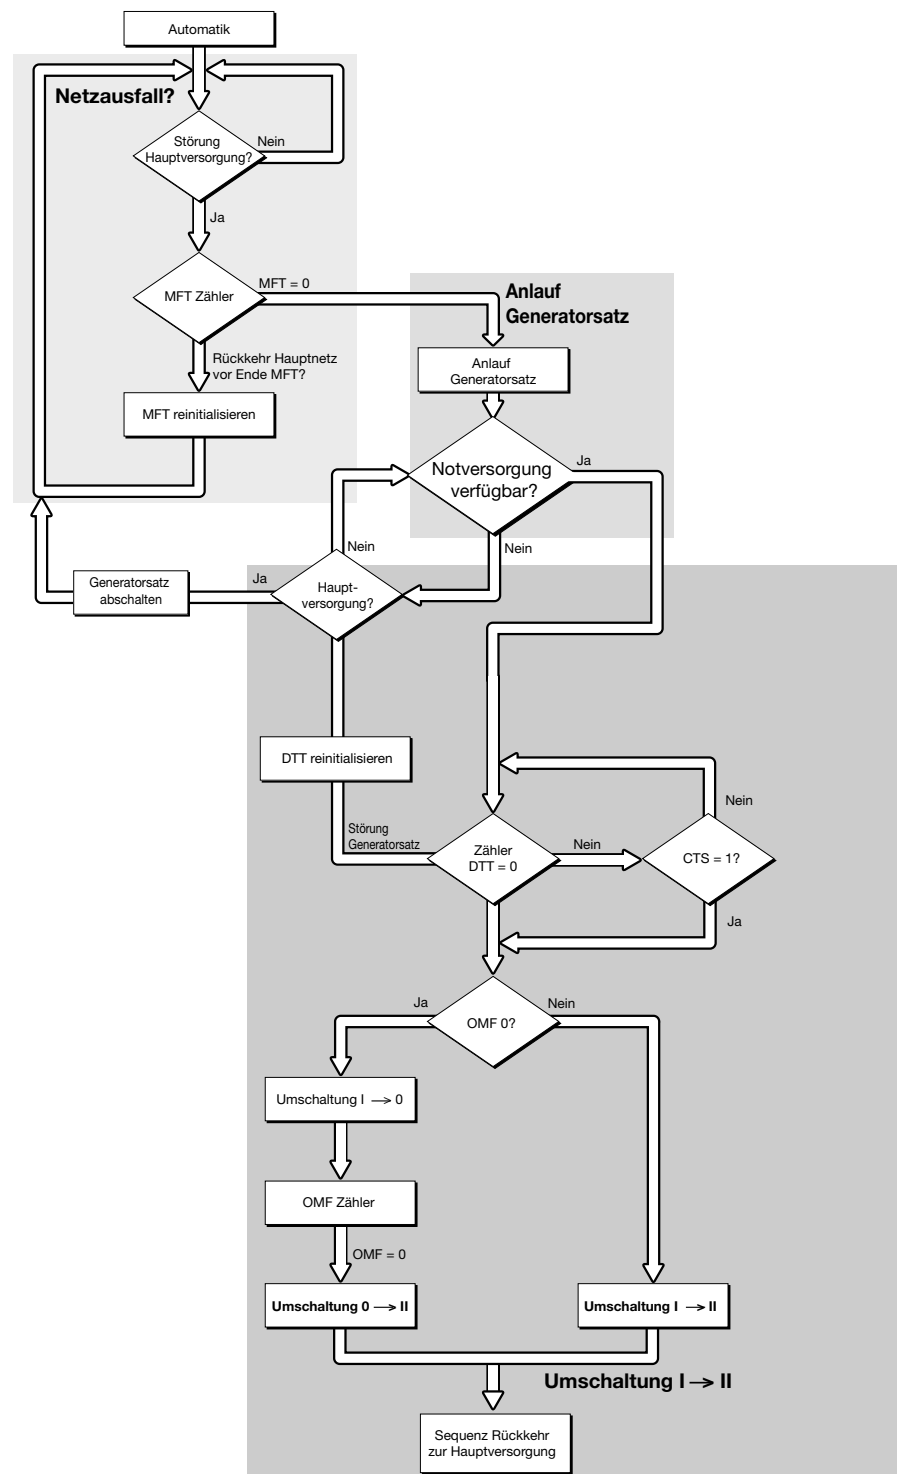 Automatik
Netzausfall?
Störung
Hauptversorgung?
Nein
Ja
MFT Zähler
MFT = 0
Rückkehr Hauptnetz
vor Ende MFT?
MFT reinitialisieren
Anlauf
Generatorsatz
Anlauf
Generatorsatz
Notversorgung
verfügbar?
Ja
Nein
Nein
Haupt-
versorgung?
Ja
Generatorsatz
abschalten
DTT reinitialisieren
Störung
Generatorsatz
Zähler
DTT = 0
Nein
CTS = 1?
Nein
Ja
OMF 0?
Ja
Nein
Umschaltung I → 0
OMF Zähler
OMF = 0
Umschaltung 0 → II
Umschaltung I → II
Umschaltung I → II
Sequenz Rückkehr
zur Hauptversorgung